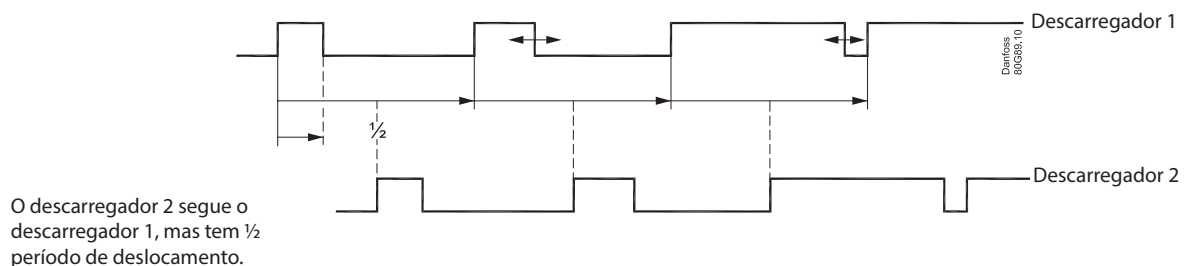 Descarregador 1
Danfoss
80G89.10
½
Descarregador 2
O descarregador 2 segue o
descarregador 1, mas tem ½
período de deslocamento.